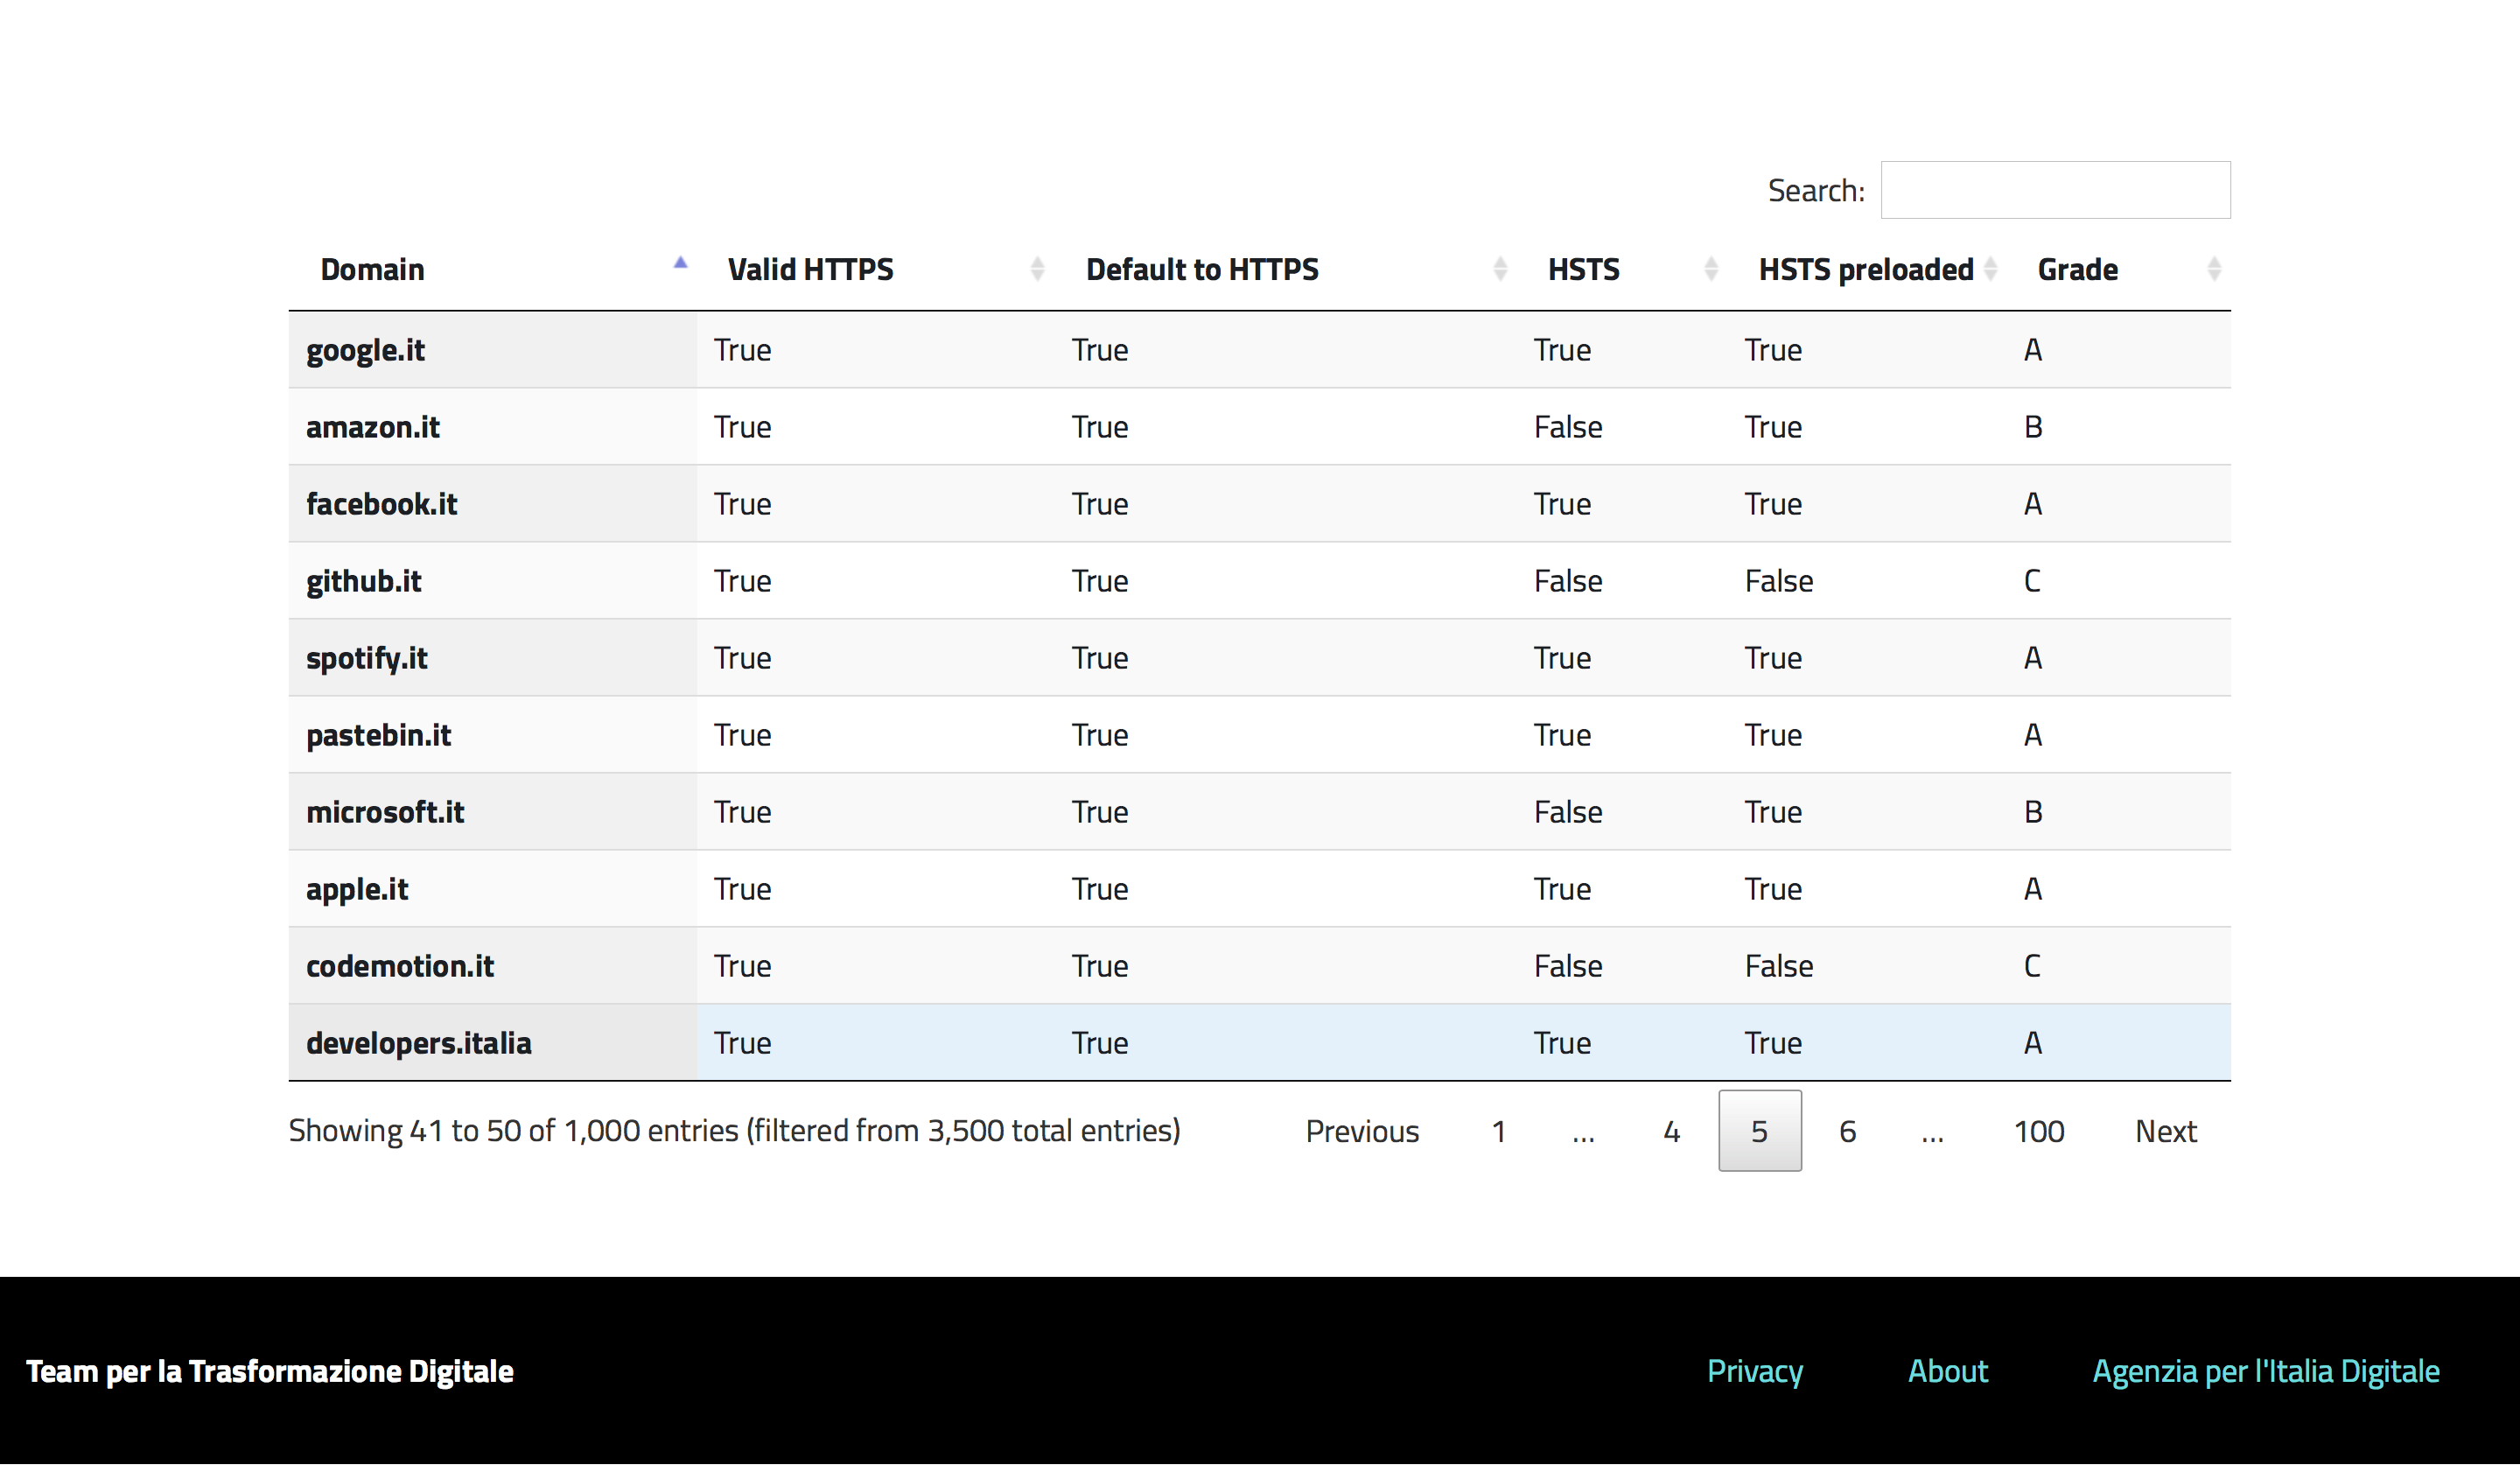 Search:
Domain Valid HTTPS Default to HTTPS HSTS HSTS preloaded Grade
google.it True True True True A
amazon.it True True False True B
facebook.it True True True True A
github.it True True False False C
spotify.it True True True True A
pastebin.it True True True True A
microsoft.it True True False True B
apple.it True True True True A
codemotion.it True True False False C
developers.italia True True True True A
Showing 41 to 50 of 1,000 entries (filtered from 3,500 total entries) Previous 1 ... 4 5 6 ... 100 Next
Team per la Trasformazione Digitale Privacy About Agenzia per l'Italia Digitale